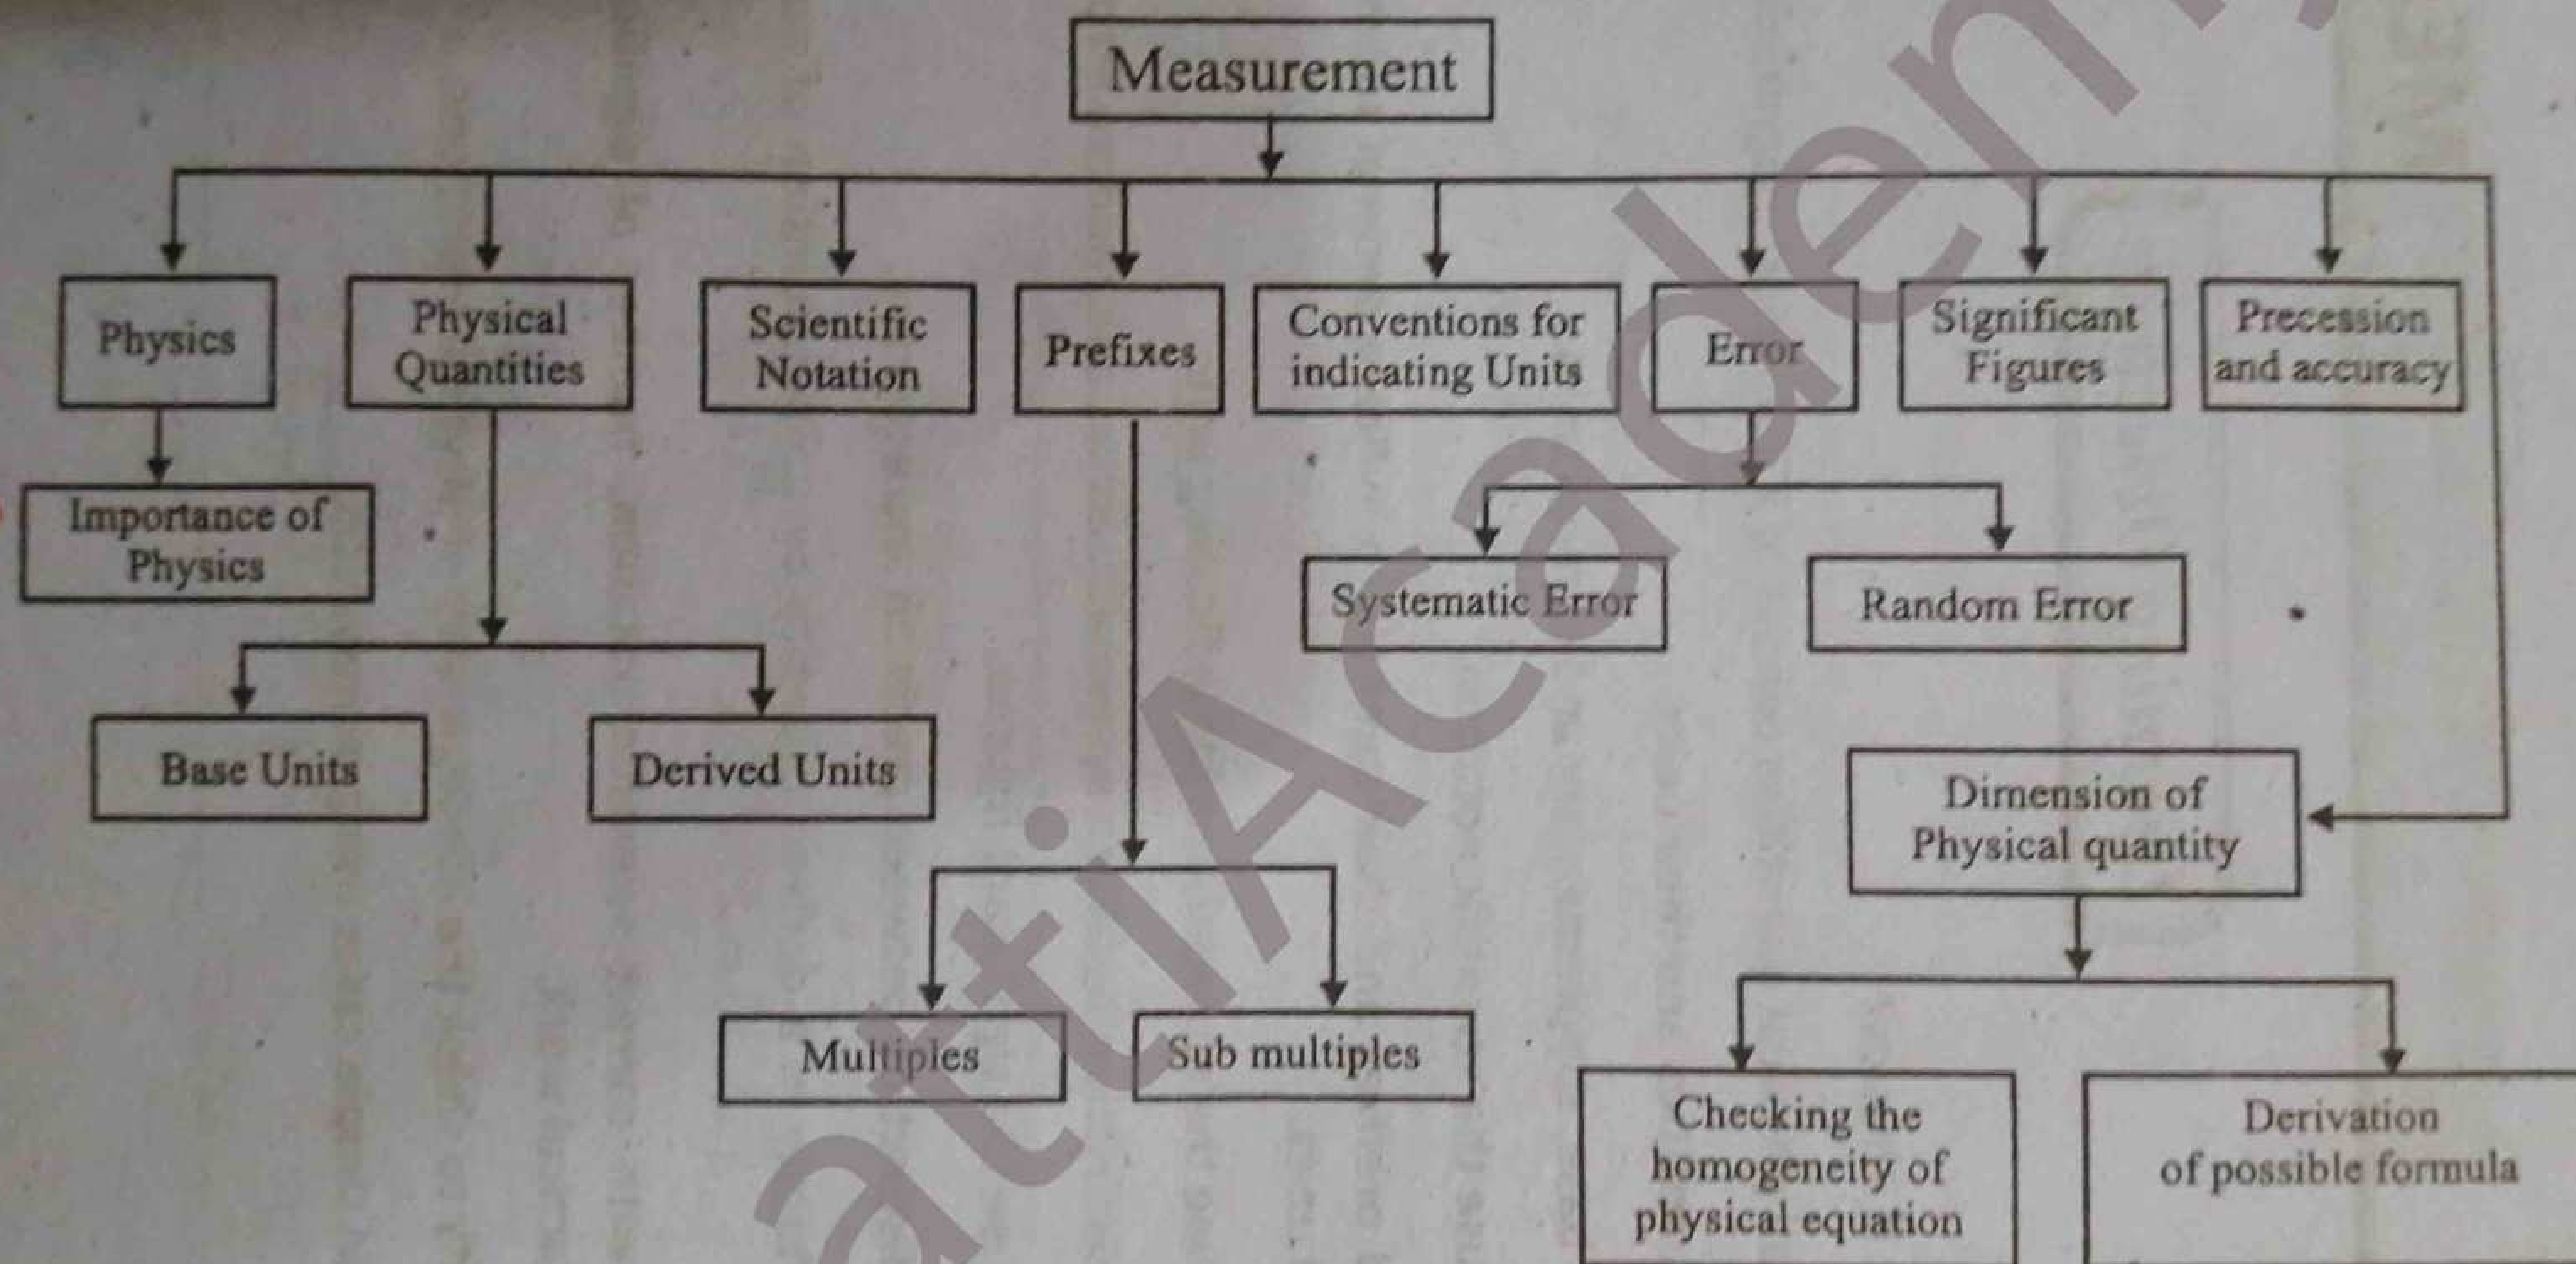 Measurement
Physics
Physical
Quantities
Scientific
Notation
Prefixes
Conventions for
indicating Units
Error
Significant
Figures
Precession
and accuracy
Importance of
Physics
Systematic Error
Random Error
Base Units
Derived Units
Dimension of
Physical quantity
Multiples
Sub multiples
Checking the
homogeneity of
physical equation
Derivation
of possible formula